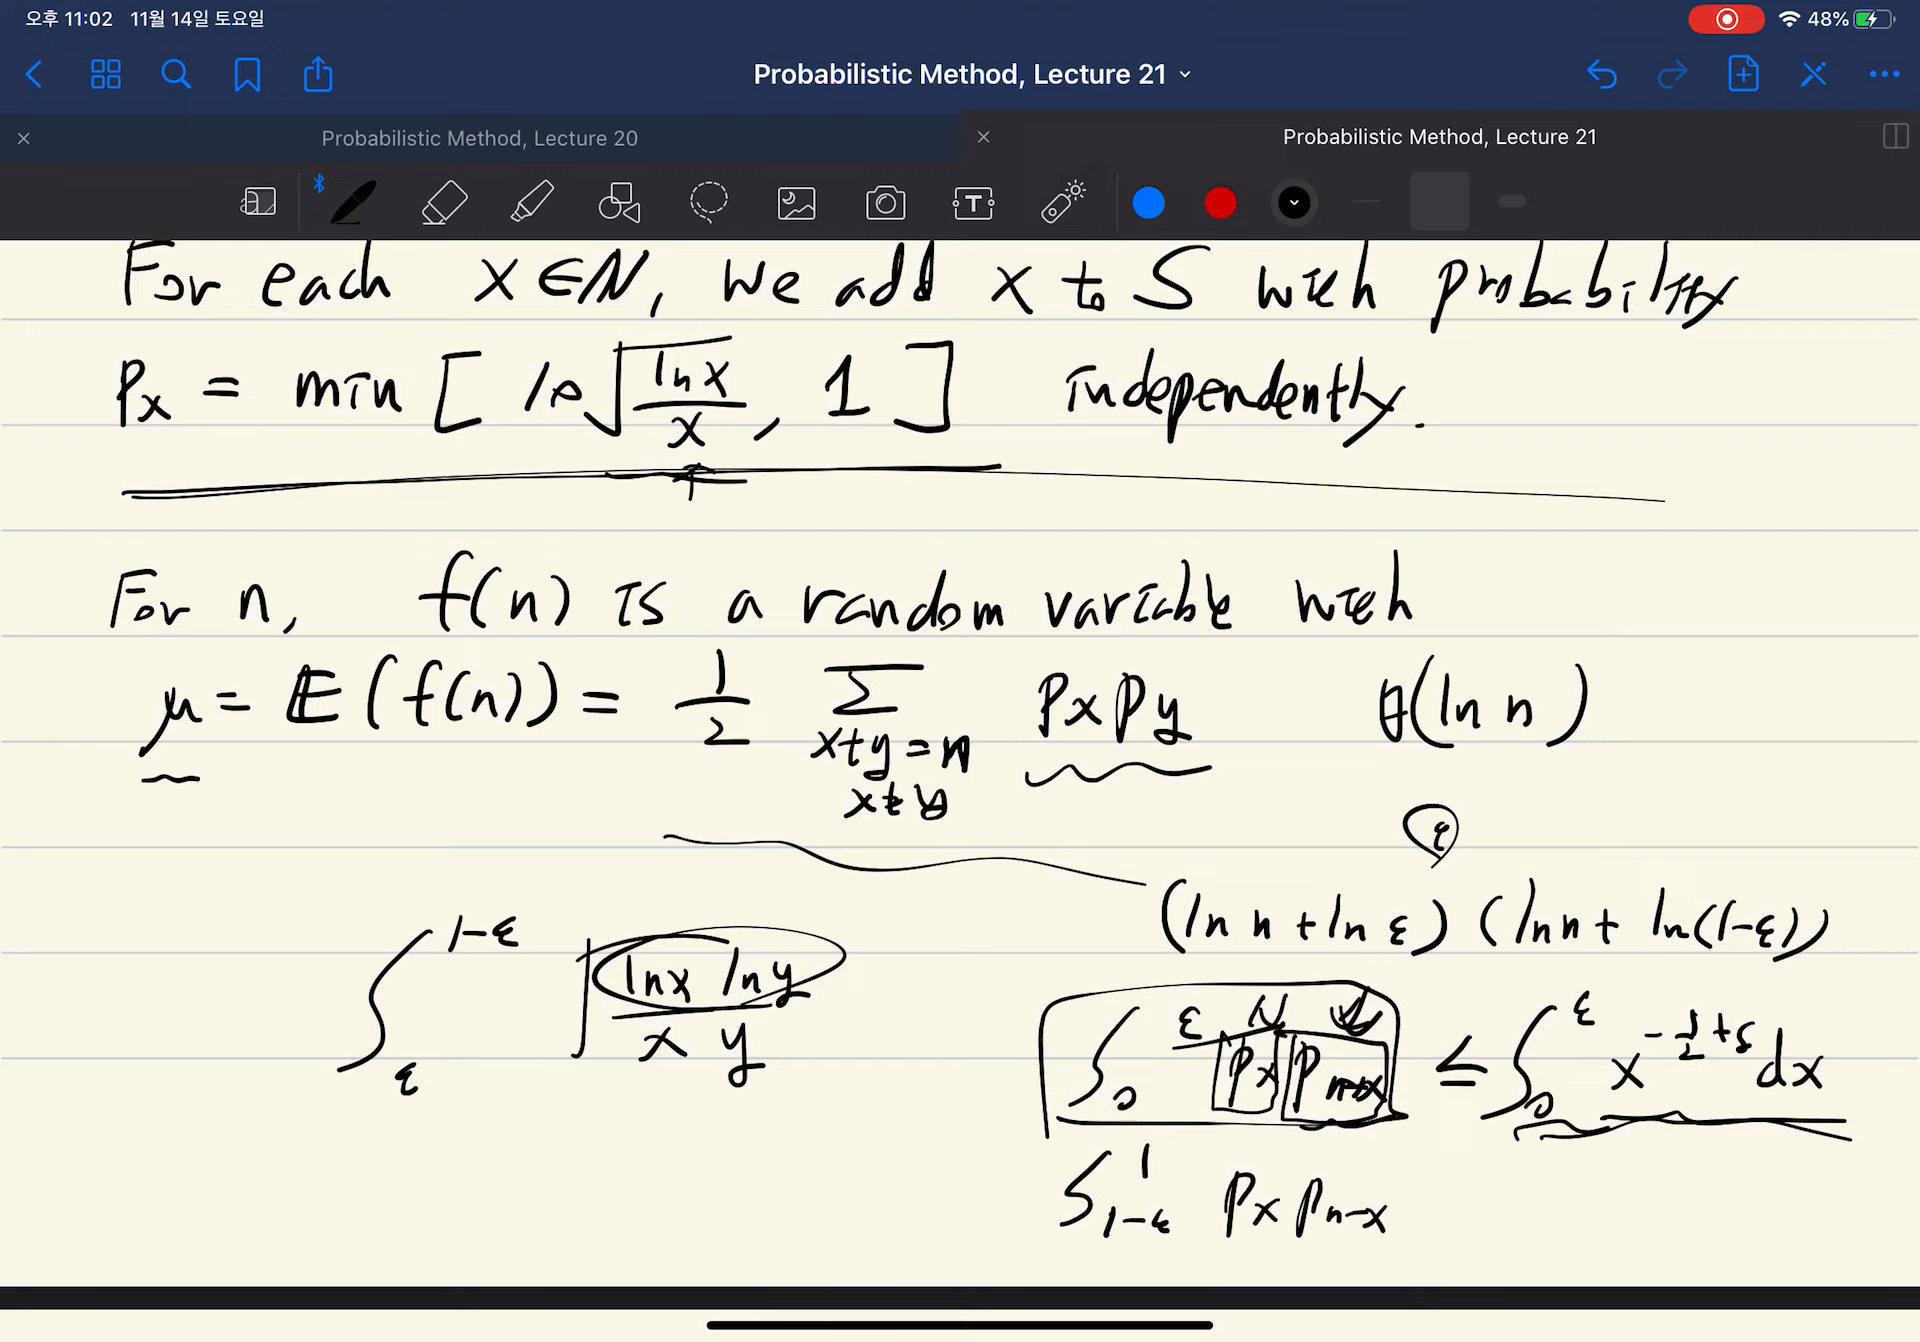 오후 11:02 11월 14일 토요일 48%
Probabilistic Method, Lecture 21
Probabilistic Method, Lecture 20
Probabilistic Method, Lecture 21
T
For each x ∈ N, we add x to S with probability
Px = min [ 10 √(ln x / x), 1 ] independently.
For n, f(n) is a random variable with
μ = E(f(n)) = 1/2 Σ PxPy θ(ln n)
x+y=n
x≠y
ε
(ln n + ln ε) (ln n + ln(1-ε))
∫_ε^{1-ε} √(ln x ln y / x y)
∫_0^ε Px Pn-x ≤ ∫_0^ε x^{-1/2+δ} dx
∫_{1-ε}^1 Px Pn-x